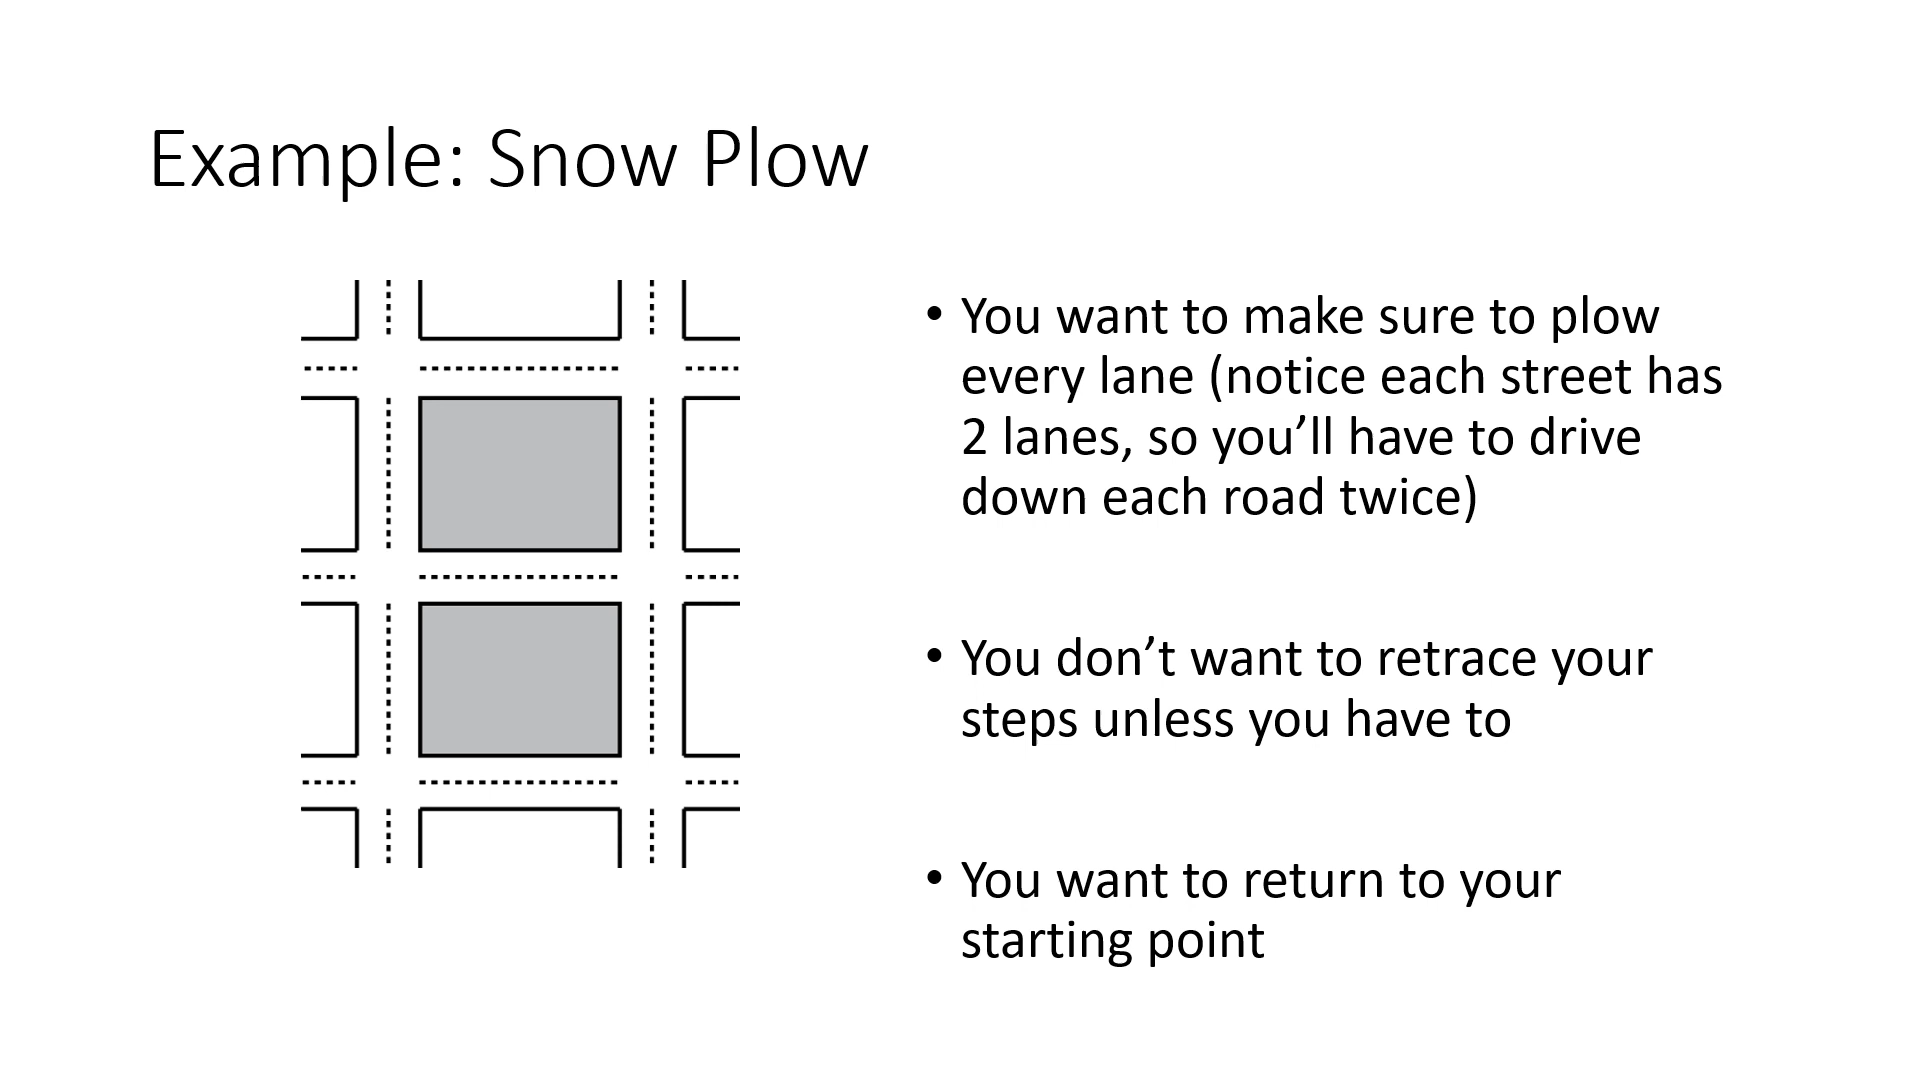 Example: Snow Plow
• You want to make sure to plow
every lane (notice each street has
2 lanes, so you’ll have to drive
down each road twice)
• You don’t want to retrace your
steps unless you have to
• You want to return to your
starting point